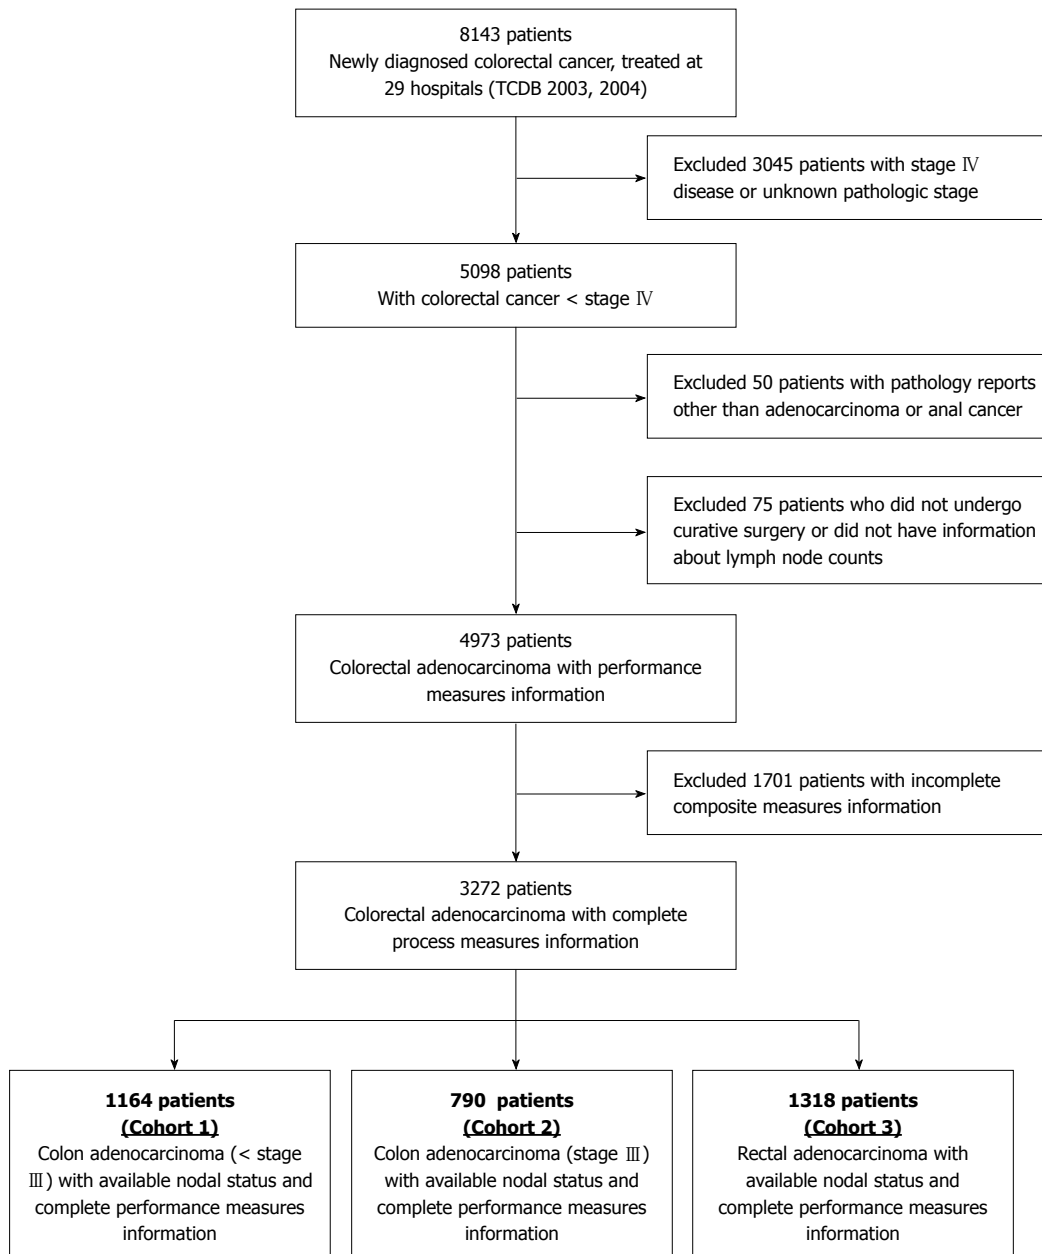 8143 patients
Newly diagnosed colorectal cancer, treated at
29 hospitals (TCDB 2003, 2004)
Excluded 3045 patients with stage Ⅳ
disease or unknown pathologic stage
5098 patients
With colorectal cancer < stage Ⅳ
Excluded 50 patients with pathology reports
other than adenocarcinoma or anal cancer
Excluded 75 patients who did not undergo
curative surgery or did not have information
about lymph node counts
4973 patients
Colorectal adenocarcinoma with performance
measures information
Excluded 1701 patients with incomplete
composite measures information
3272 patients
Colorectal adenocarcinoma with complete
process measures information
1164 patients
(Cohort 1)
Colon adenocarcinoma (< stage
Ⅲ) with available nodal status and
complete performance measures
information
790 patients
(Cohort 2)
Colon adenocarcinoma (stage Ⅲ)
with available nodal status and
complete performance measures
information
1318 patients
(Cohort 3)
Rectal adenocarcinoma with
available nodal status and
complete performance measures
information